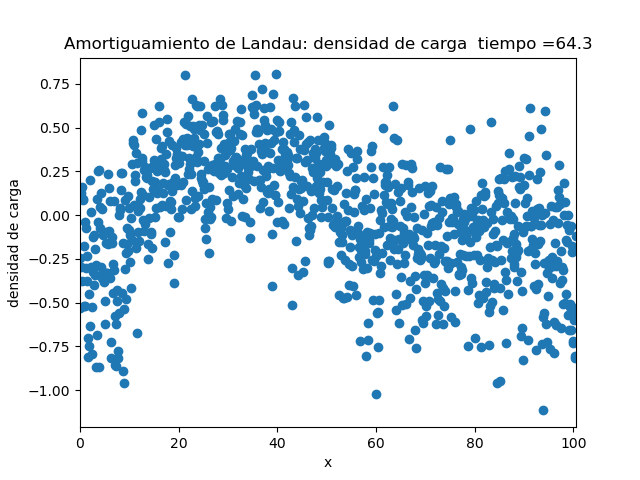 Amortiguamiento de Landau: densidad de carga  tiempo =64.3
densidad de carga
0.75
0.50
0.25
0.00
−0.25
−0.50
−0.75
−1.00
0 20 40 60 80 100
x